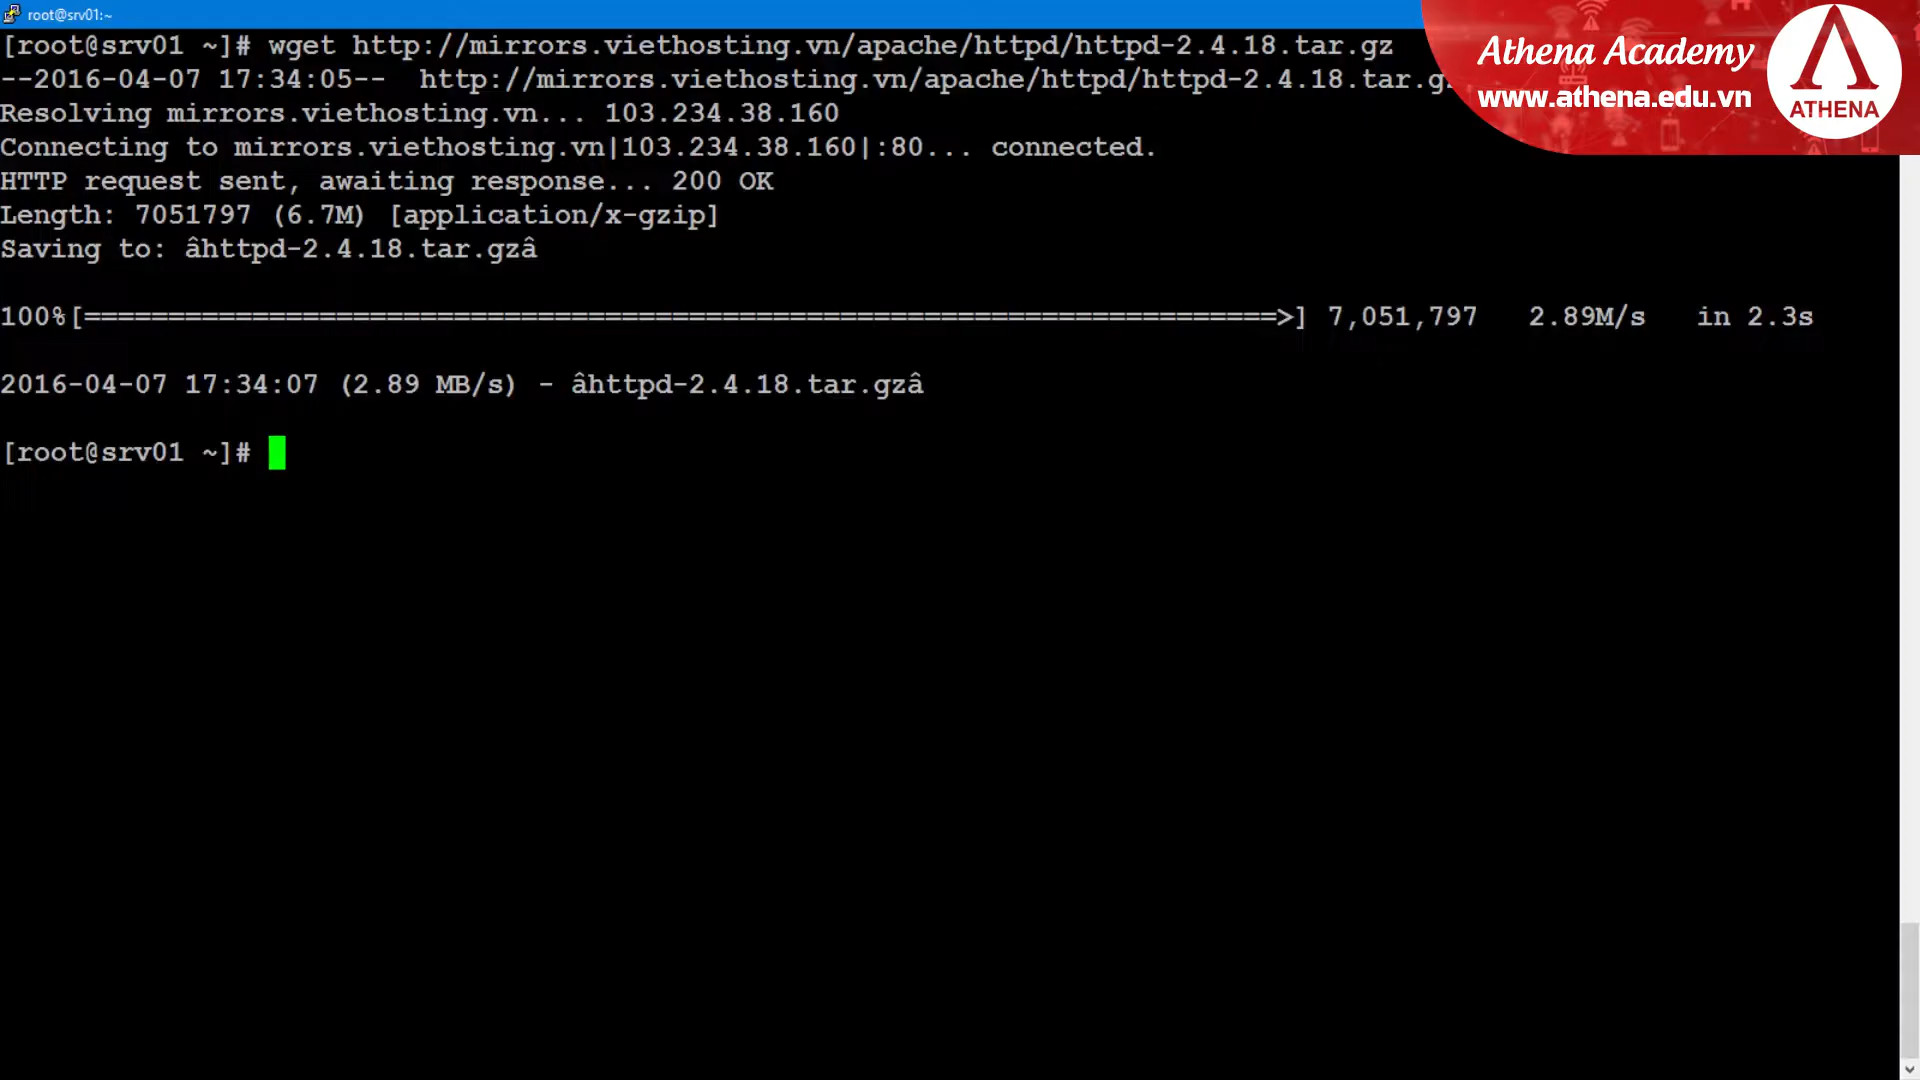 root@srv01:~
[root@srv01 ~]# wget http://mirrors.viethosting.vn/apache/httpd/httpd-2.4.18.tar.gz
--2016-04-07 17:34:05--  http://mirrors.viethosting.vn/apache/httpd/httpd-2.4.18.tar.g
Resolving mirrors.viethosting.vn... 103.234.38.160
Connecting to mirrors.viethosting.vn|103.234.38.160|:80... connected.
HTTP request sent, awaiting response... 200 OK
Length: 7051797 (6.7M) [application/x-gzip]
Saving to: âhttpd-2.4.18.tar.gzâ
100%[=======================================================================>] 7,051,797   2.89M/s   in 2.3s
2016-04-07 17:34:07 (2.89 MB/s) - âhttpd-2.4.18.tar.gzâ
[root@srv01 ~]#
Athena Academy
www.athena.edu.vn
ATHENA